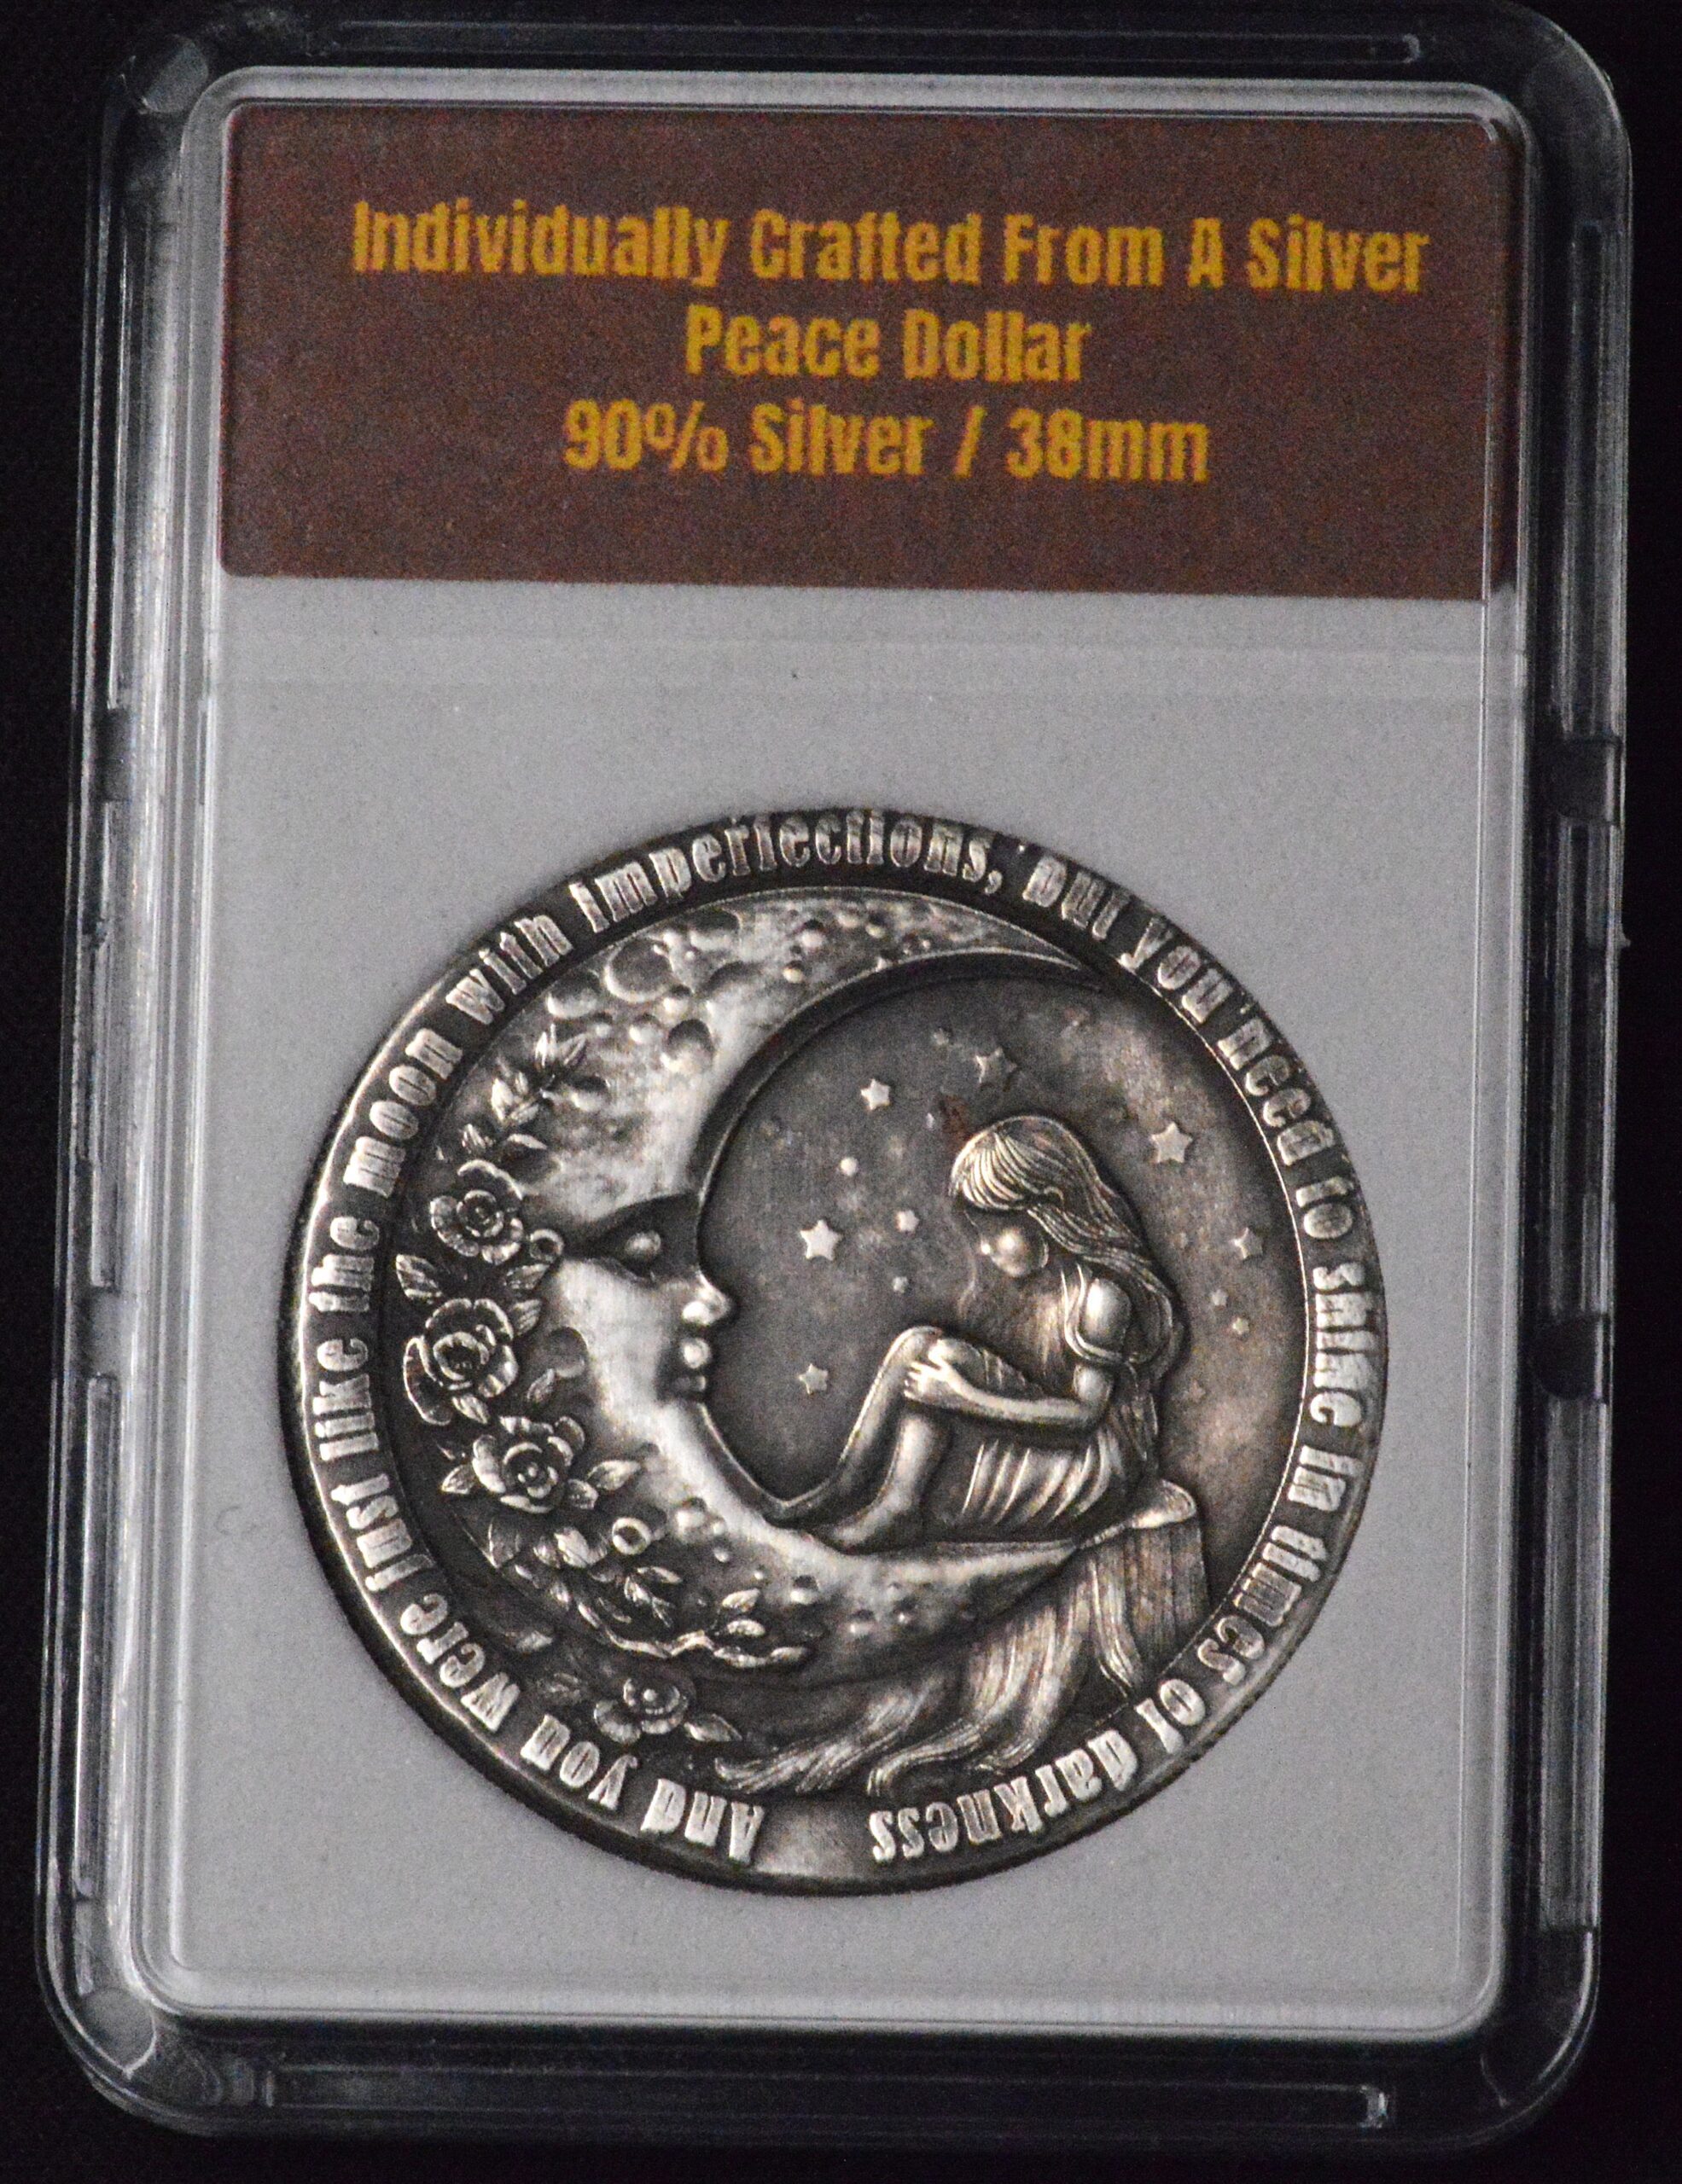 Individually Crafted From A Silver
Peace Dollar
90% Silver / 38mm
And you were just like the moon with imperfections, but you need to shine in times of darkness